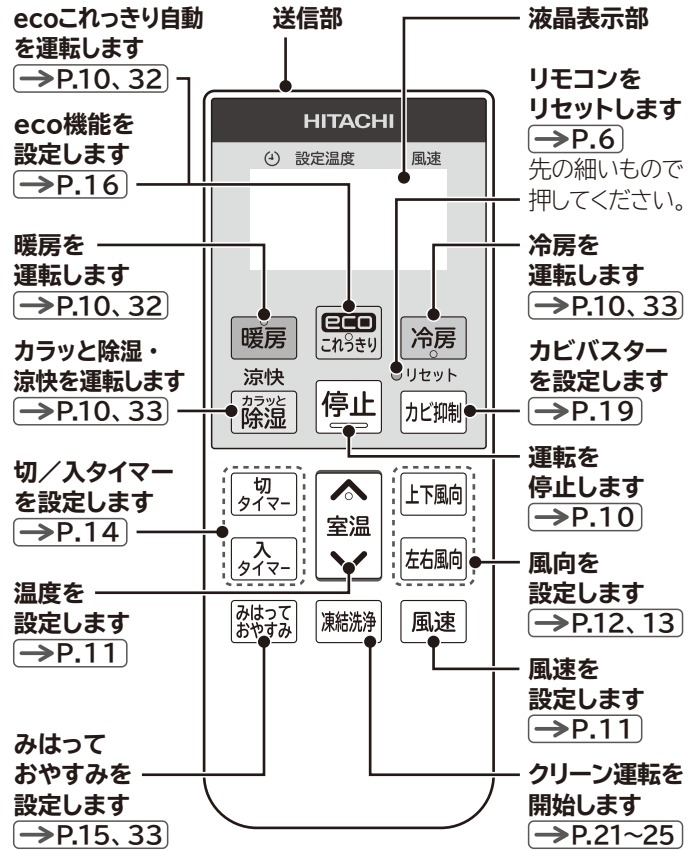 ecoこれっきり自動
を運転します
→P.10、32
eco機能を
設定します
→P.16
暖房を
運転します
→P.10、32
カラッと除湿・
涼快を運転します
→P.10、33
切／入タイマー
を設定します
→P.14
温度を
設定します
→P.11
みはって
おやすみを
設定します
→P.15、33
送信部
HITACHI
設定温度 風速
暖房
eco
これっきり
冷房
涼快
リセット
カラッと
除湿
停止
カビ抑制
切
タイマー
室温
上下風向
入
タイマー
左右風向
みはって
おやすみ
凍結洗浄
風速
液晶表示部
リモコンを
リセットします
→P.6
先の細いもので
押してください。
冷房を
運転します
→P.10、33
カビバスター
を設定します
→P.19
運転を
停止します
→P.10
風向を
設定します
→P.12、13
風速を
設定します
→P.11
クリーン運転を
開始します
→P.21~25